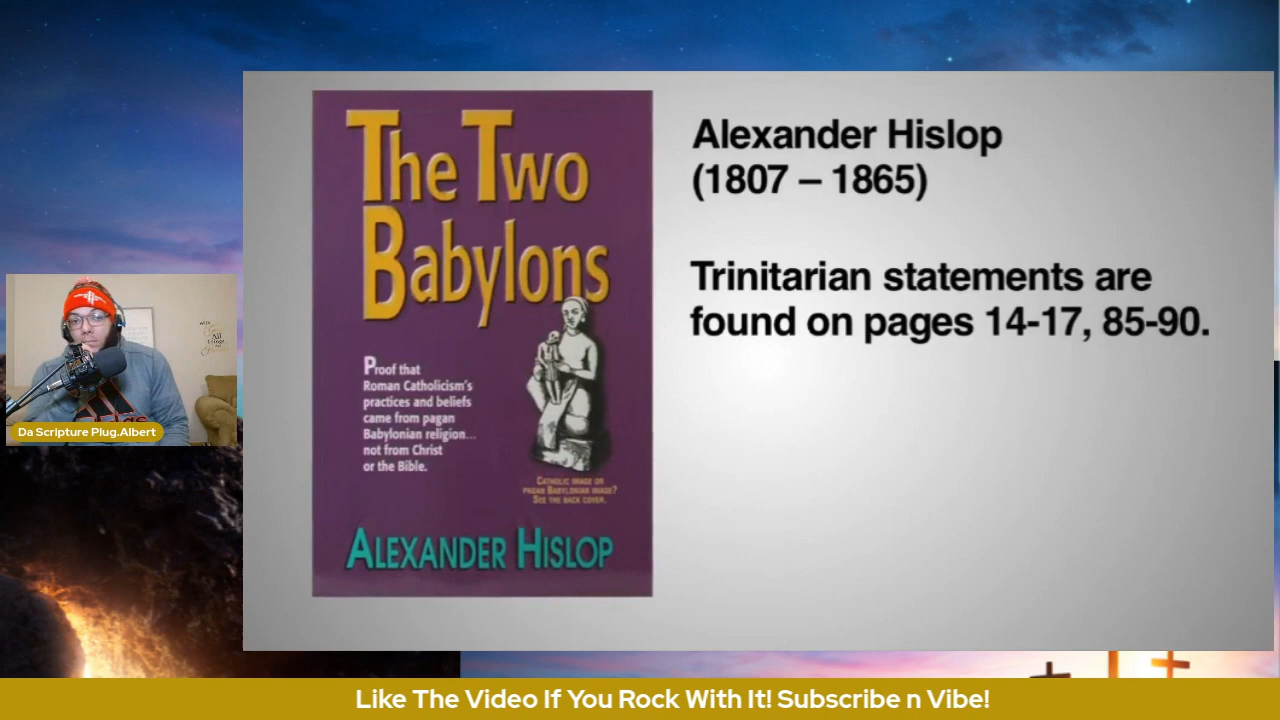 The Two
Babylons
Proof that
Roman Catholicism's
practices and beliefs
came from pagan
Babylonian religion...
not from Christ
or the Bible.
Catholic image or
pagan Babylonian image?
See the back cover.
Alexander Hislop
Alexander Hislop
(1807 – 1865)
Trinitarian statements are
found on pages 14-17, 85-90.
With
All
Things
Da Scripture Plug.Albert
Like The Video If You Rock With It! Subscribe n Vibe!